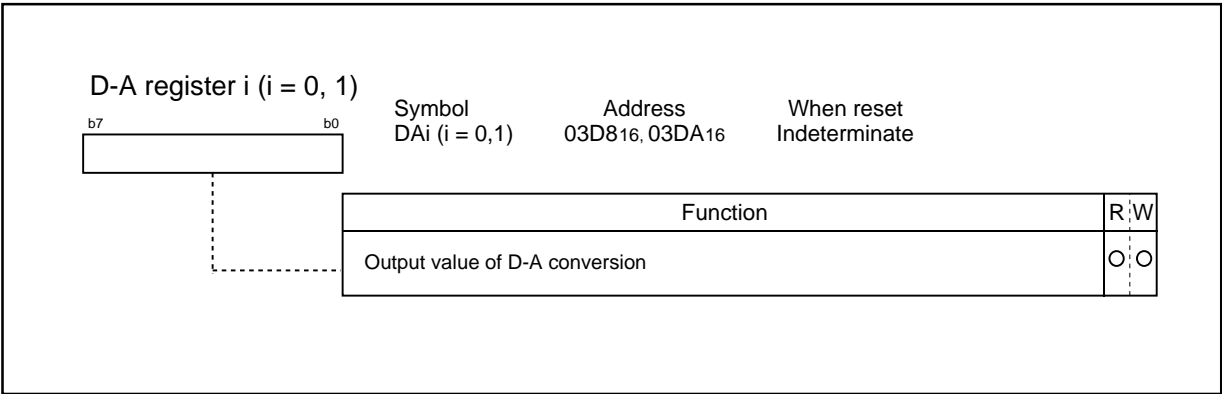 D-A register i (i = 0, 1)
b7 b0
Symbol Address When reset
DAi (i = 0,1) 03D816, 03DA16 Indeterminate
Function R W
Output value of D-A conversion O O